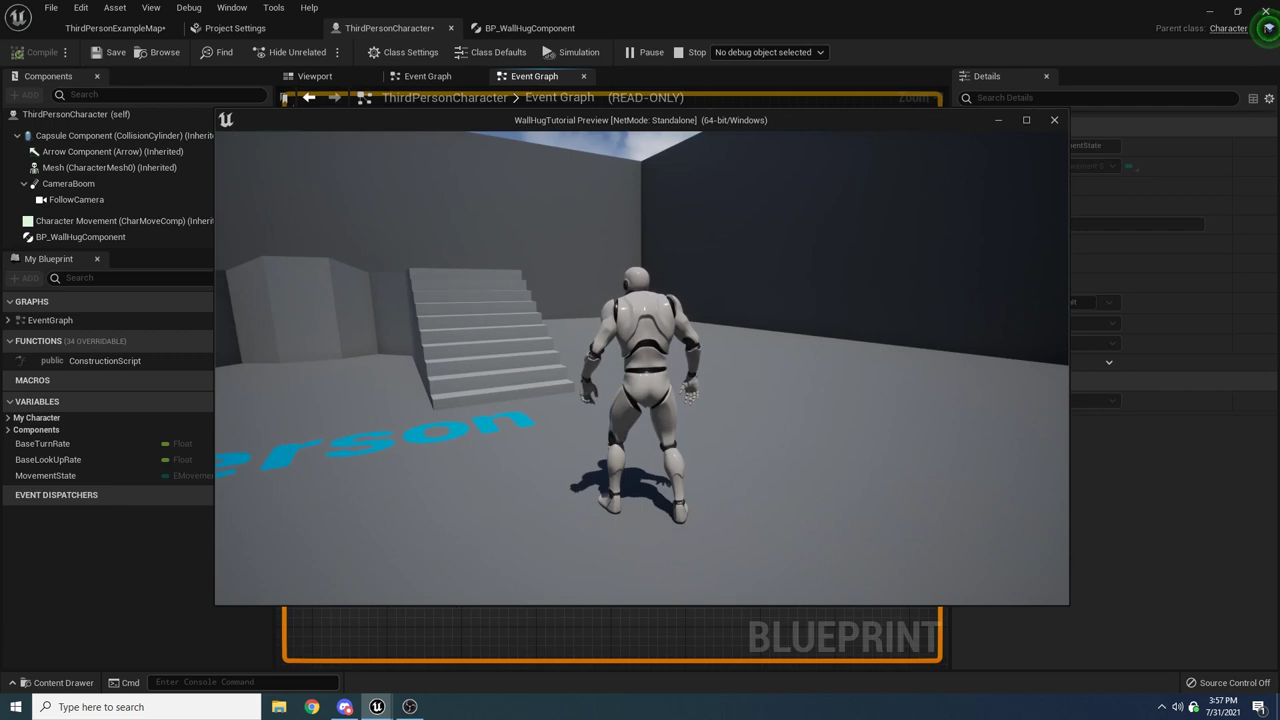 File Edit Asset View Debug Window Tools Help
ThirdPersonExampleMap* Project Settings ThirdPersonCharacter* BP_WallHugComponent Parent class: Character
Compile Save Browse Find Hide Unrelated Class Settings Class Defaults Simulation Pause Stop No debug object selected
Components Viewport Event Graph Event Graph Details
ADD Search ThirdPersonCharacter Event Graph (READ-ONLY) Zoom Search Details
ThirdPersonCharacter (self)
WallHugTutorial Preview [NetMode: Standalone] (64-bit/Windows)
Capsule Component (CollisionCylinder) (Inherite
Arrow Component (Arrow) (Inherited)
Mesh (CharacterMesh0) (Inherited)
CameraBoom
FollowCamera
Character Movement (CharMoveComp) (Inherit
BP_WallHugComponent
My Blueprint
ADD Search
GRAPHS
EventGraph
FUNCTIONS (34 OVERRIDABLE)
public ConstructionScript
MACROS
VARIABLES
My Character
Components
BaseTurnRate Float
BaseLookUpRate Float
MovementState EMoveme
EVENT DISPATCHERS
erson
BLUEPRINT
Content Drawer Cmd Enter Console Command Source Control Off
Type here to search
3:57 PM
7/31/2021